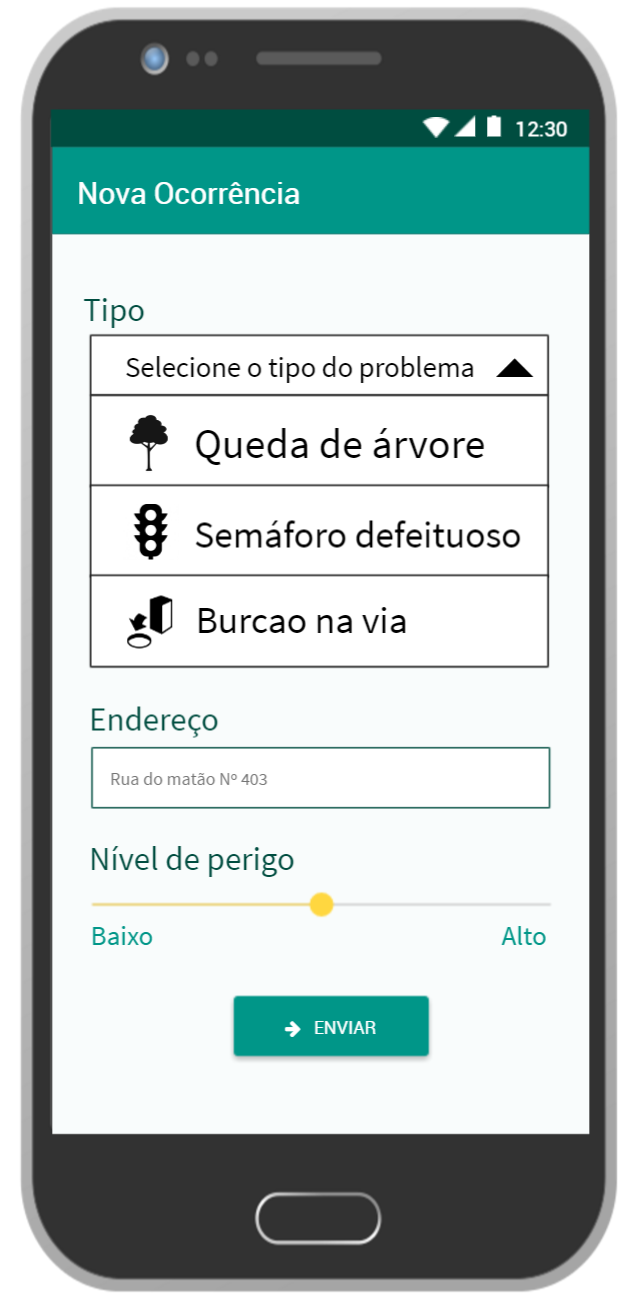 12:30
Nova Ocorrência
Tipo
Selecione o tipo do problema
Queda de árvore
Semáforo defeituoso
Burcao na via
Endereço
Rua do matão Nº 403
Nível de perigo
Baixo Alto
ENVIAR